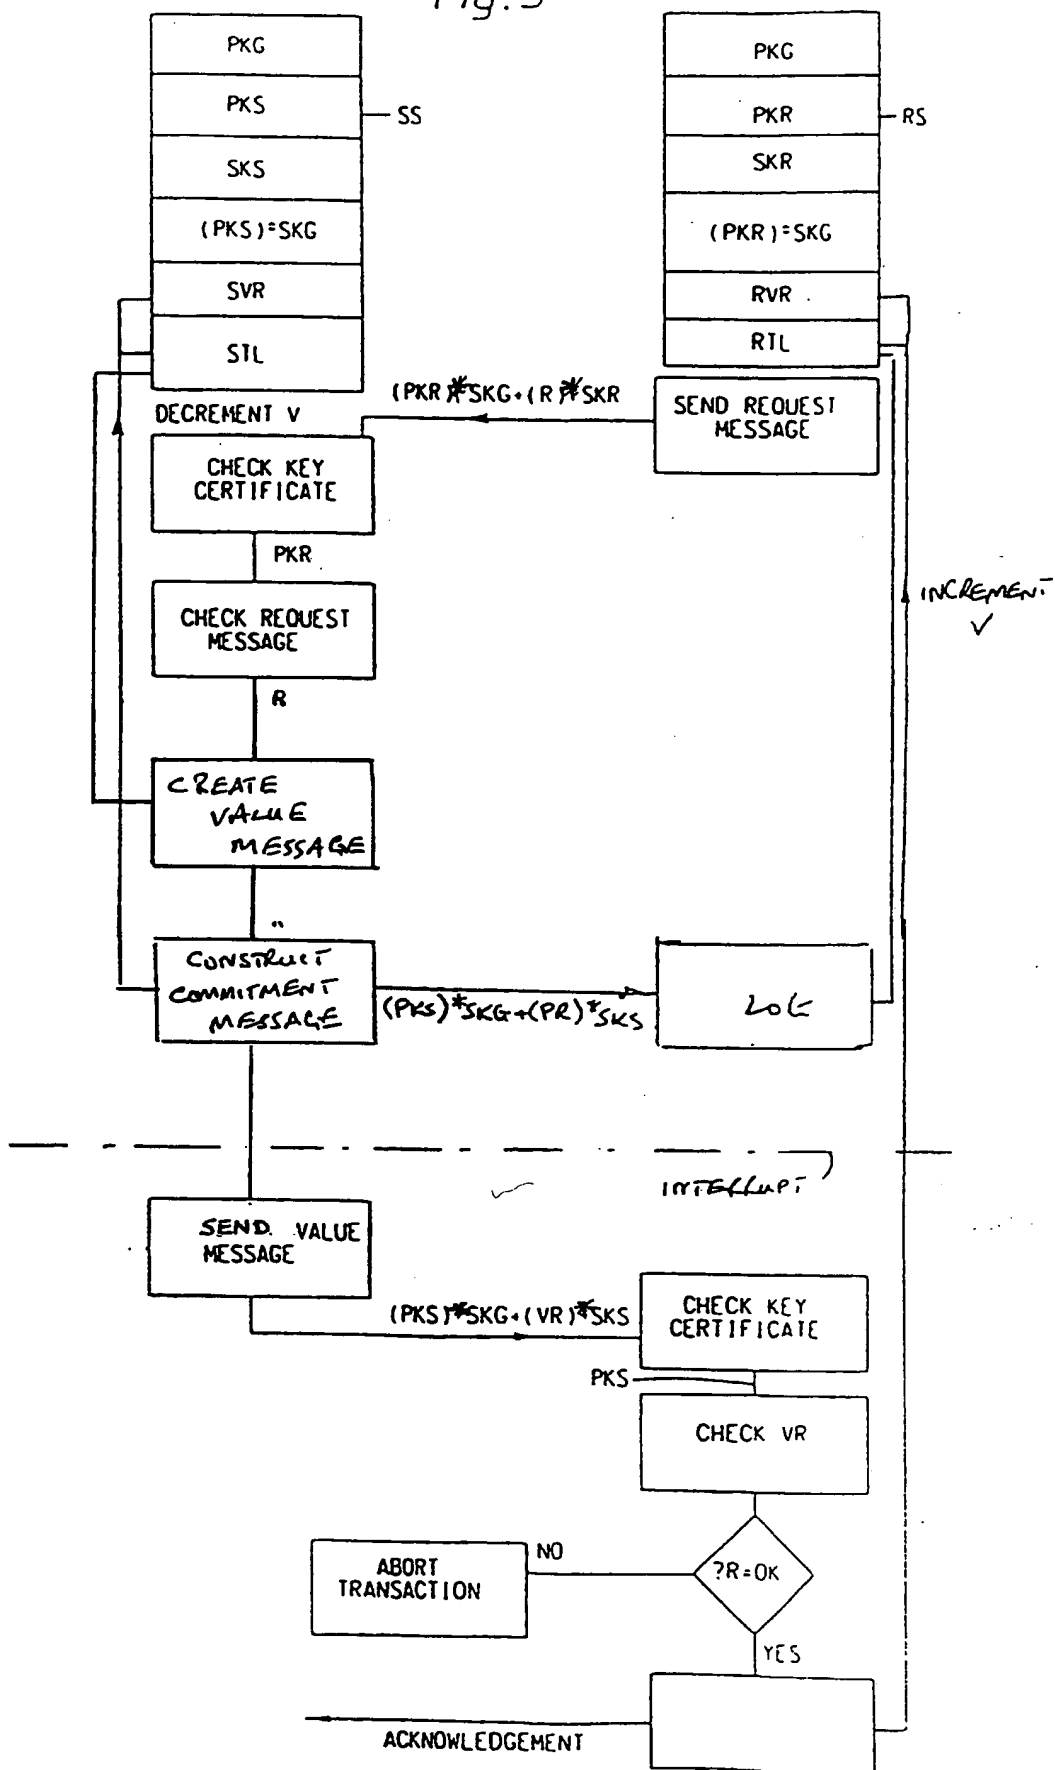 Fig. 5
PKG
PKS
SS
SKS
(PKS)=SKG
SVR
STL
PKG
PKR
RS
SKR
(PKR)=SKG
RVR
RTL
DECREMENT V
(PKR)*SKG+(R)*SKR
SEND REQUEST
MESSAGE
CHECK KEY
CERTIFICATE
PKR
CHECK REQUEST
MESSAGE
R
INCREMENT
V
CREATE
VALUE
MESSAGE
CONSTRUCT
COMMITMENT
MESSAGE
(PKS)*SKG+(PR)*SKS
LOG
INTERRUPT
SEND VALUE
MESSAGE
(PKS)*SKG+(VR)*SKS
CHECK KEY
CERTIFICATE
PKS
CHECK VR
?R=OK
NO
ABORT
TRANSACTION
YES
ACKNOWLEDGEMENT